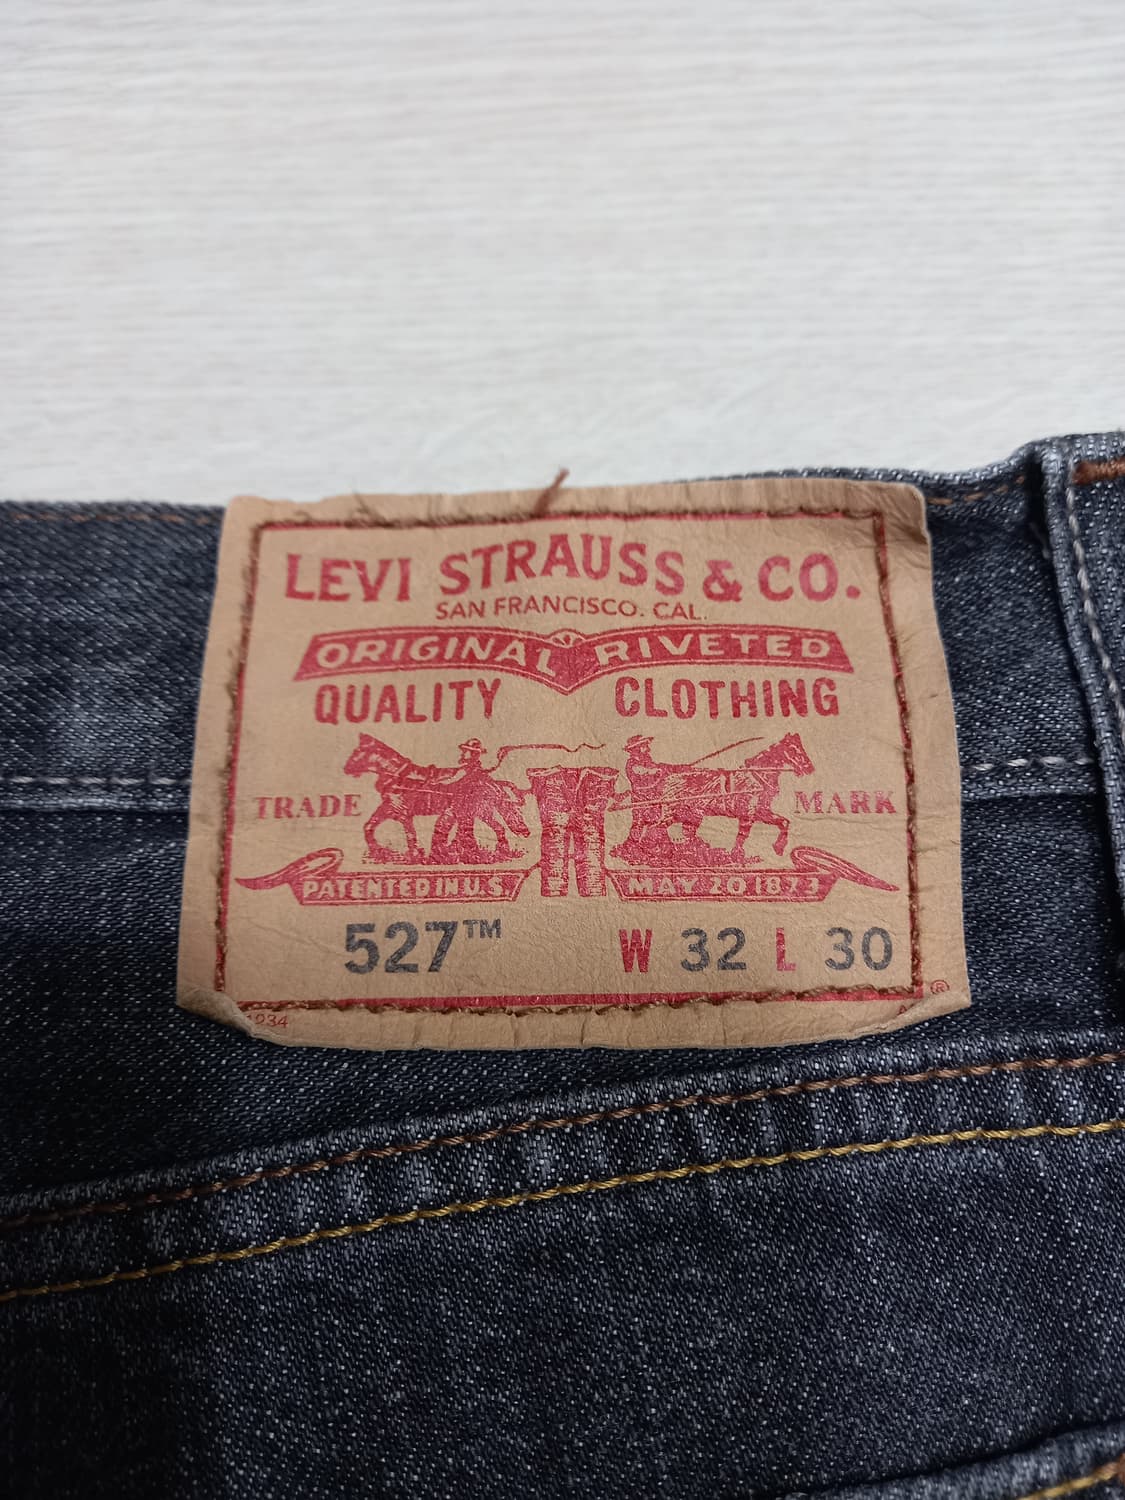 LEVI STRAUSS & CO.
SAN FRANCISCO. CAL.
ORIGINAL RIVETED
QUALITY CLOTHING
TRADE MARK
PATENTED IN U.S. MAY 20 1873
527™ W 32 L 30
®